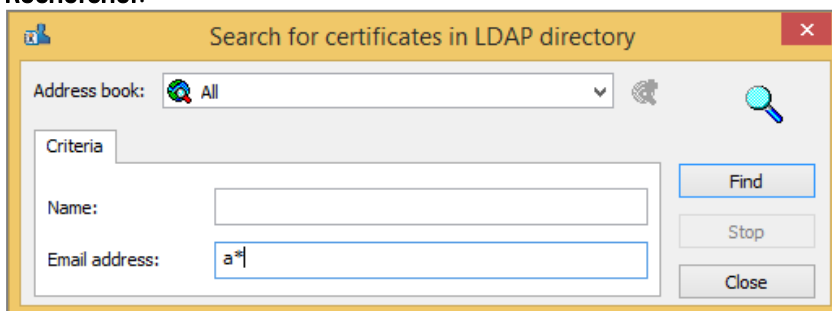 Search for certificates in LDAP directory
Address book: All
Criteria
Find
Name:
Stop
Email address: a*
Close